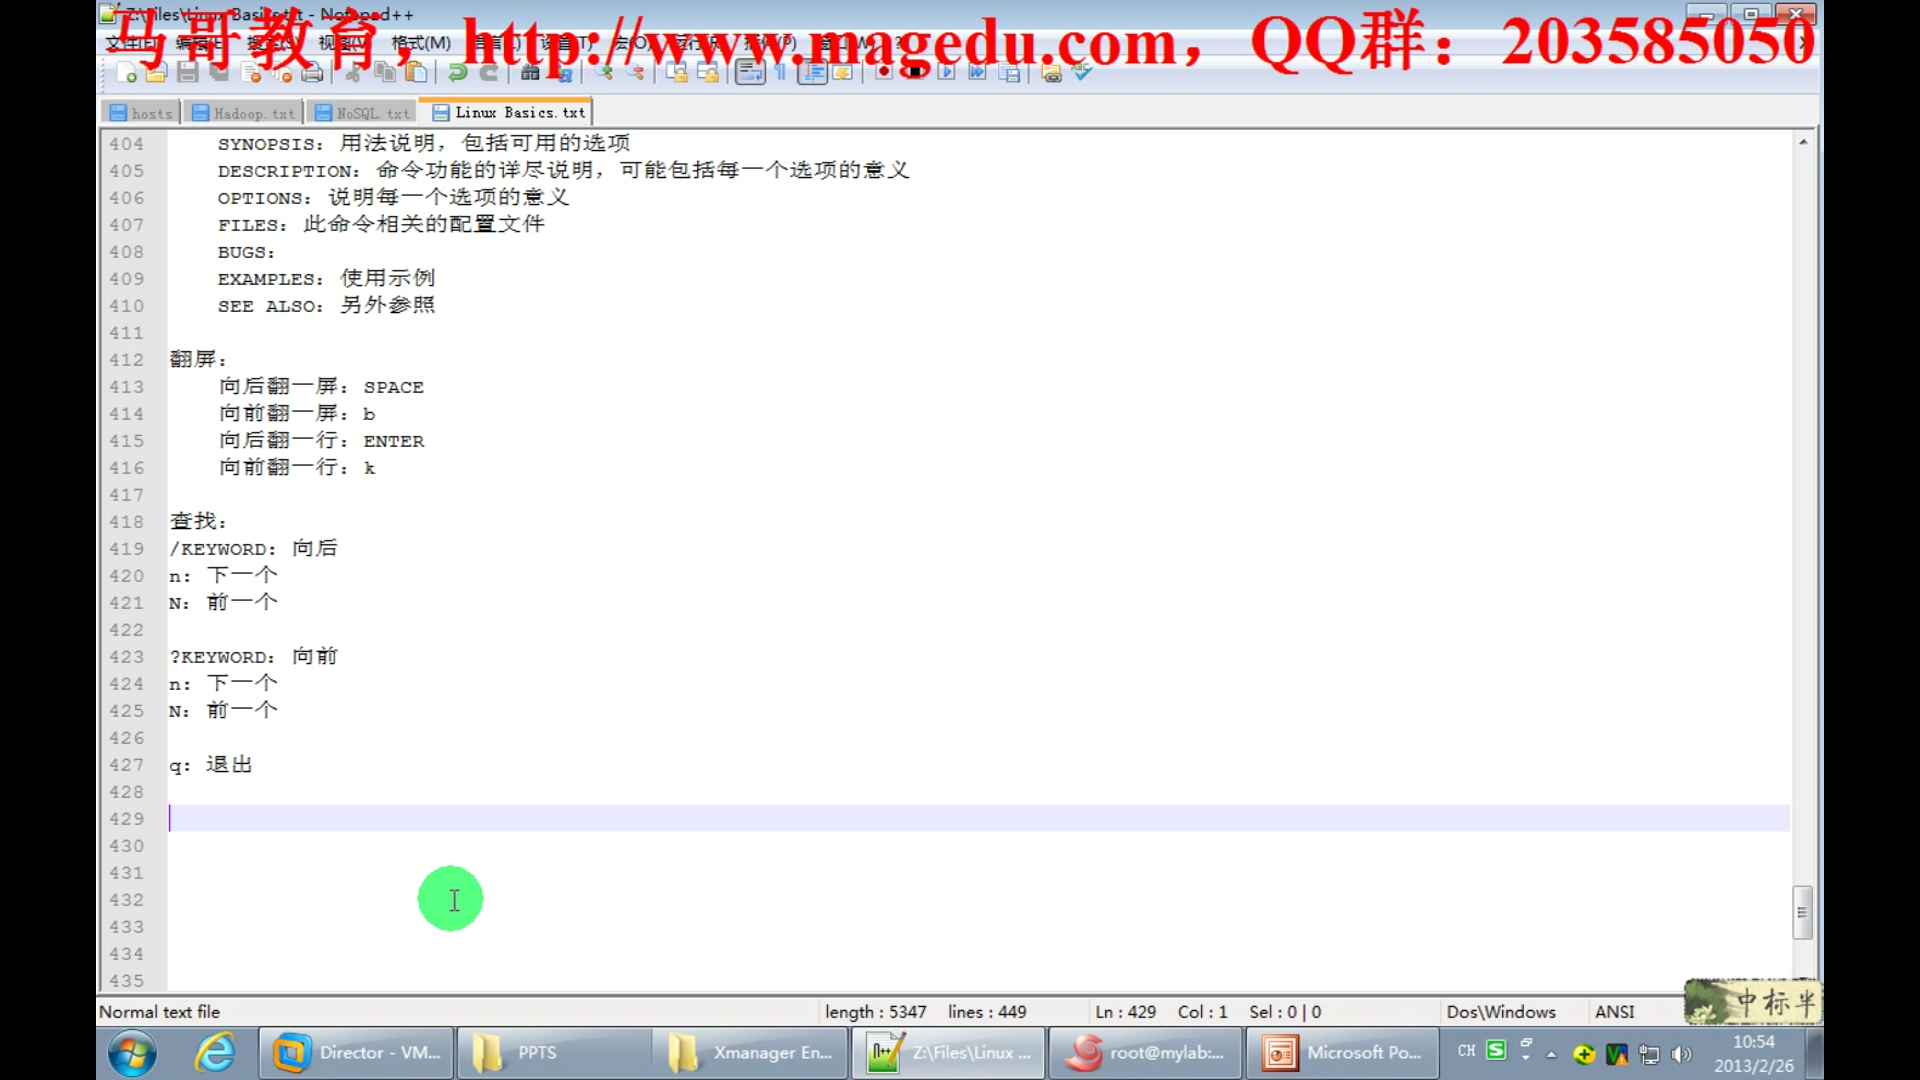 Z:\Files\Linux Basics.txt - Notepad++
马哥教育，http://www.magedu.com，QQ群：203585050
文件(F) 编辑(E) 搜索(S) 视图(V) 格式(M)
hosts Hadoop.txt NoSQL.txt Linux Basics.txt
404 SYNOPSIS: 用法说明，包括可用的选项
405 DESCRIPTION: 命令功能的详尽说明，可能包括每一个选项的意义
406 OPTIONS: 说明每一个选项的意义
407 FILES: 此命令相关的配置文件
408 BUGS:
409 EXAMPLES: 使用示例
410 SEE ALSO: 另外参照
411
412 翻屏：
413 向后翻一屏：SPACE
414 向前翻一屏：b
415 向后翻一行：ENTER
416 向前翻一行：k
417
418 查找：
419 /KEYWORD: 向后
420 n: 下一个
421 N: 前一个
422
423 ?KEYWORD: 向前
424 n: 下一个
425 N: 前一个
426
427 q: 退出
428
429
430
431
432
433
434
435
Normal text file length : 5347 lines : 449 Ln : 429 Col : 1 Sel : 0 | 0 Dos\Windows ANSI
中标半
Director - VM... PPTS Xmanager En... Z:\Files\Linux ... root@mylab:... Microsoft Po... CH 10:54
2013/2/26